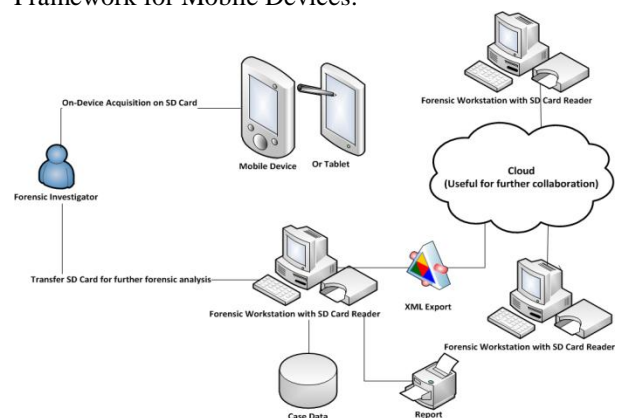 Framework for Mobile Devices.
On-Device Acquisition on SD Card
Mobile Device
Or Tablet
Forensic Workstation with SD Card Reader
Forensic Investigator
Cloud
(Useful for further collaboration)
Transfer SD Card for further forensic analysis
Forensic Workstation with SD Card Reader
XML Export
Forensic Workstation with SD Card Reader
Case Data
Report